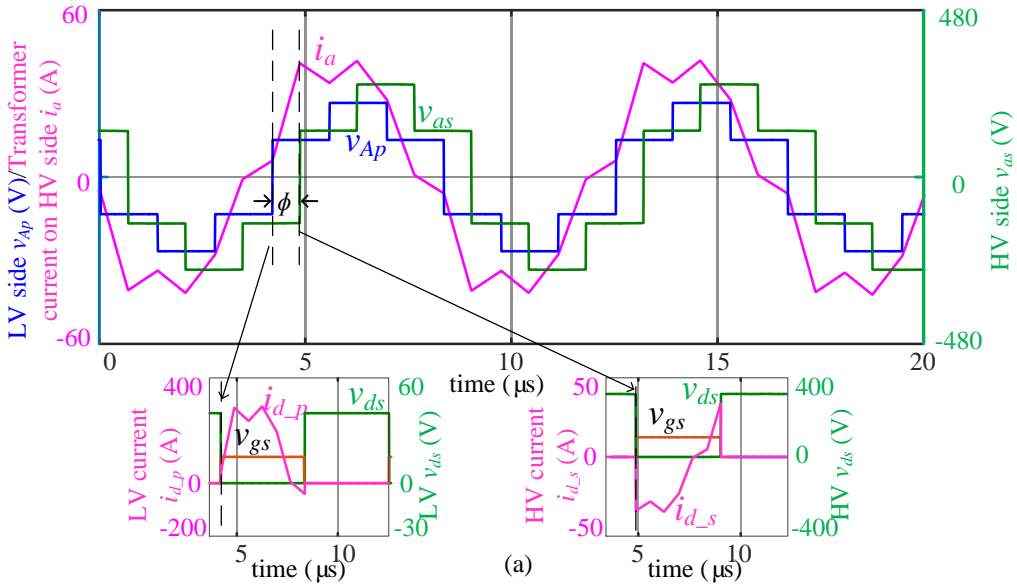 60
480
i_a
v_as
v_Ap
0
0
ϕ
-60
-480
LV side v_Ap (V)/Transformer
current on HV side i_a (A)
HV side v_as (V)
0
5
10
15
20
time (μs)
400
60
i_d_p
v_ds
v_gs
0
0
-200
-30
LV current
i_d_p (A)
LV v_ds (V)
5
10
time (μs)
50
400
v_ds
v_gs
0
0
i_d_s
-50
-400
HV current
i_d_s (A)
HV v_ds (V)
5
10
time (μs)
(a)